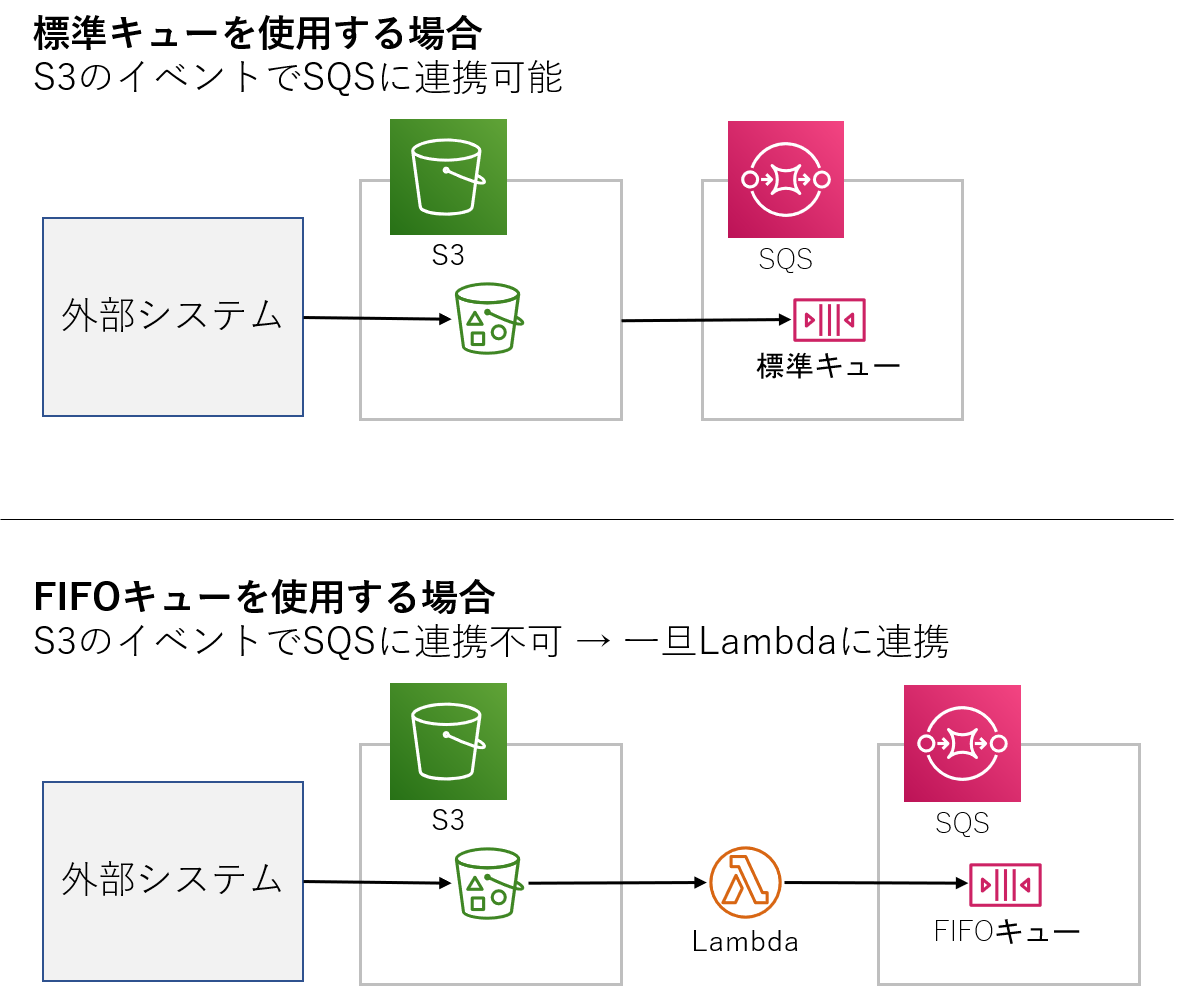 標準キューを使用する場合
S3のイベントでSQSに連携可能
S3
SQS
外部システム
標準キュー
FIFOキューを使用する場合
S3のイベントでSQSに連携不可 → 一旦Lambdaに連携
S3
SQS
外部システム
Lambda
FIFOキュー